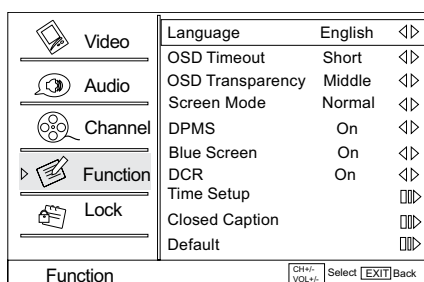 Video
Audio
Channel
Function
Lock
Language English
OSD Timeout Short
OSD Transparency Middle
Screen Mode Normal
DPMS On
Blue Screen On
DCR On
Time Setup
Closed Caption
Default
Function
CH+/-
VOL+/-
Select EXIT Back